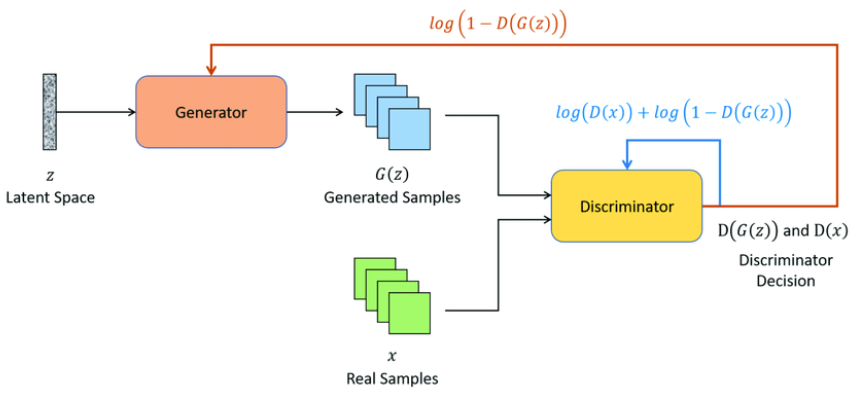 log(1 − D(G(z)))
Generator
log(D(x)) + log(1 − D(G(z)))
z
Latent Space
G(z)
Generated Samples
Discriminator
D(G(z)) and D(x)
Discriminator
Decision
x
Real Samples